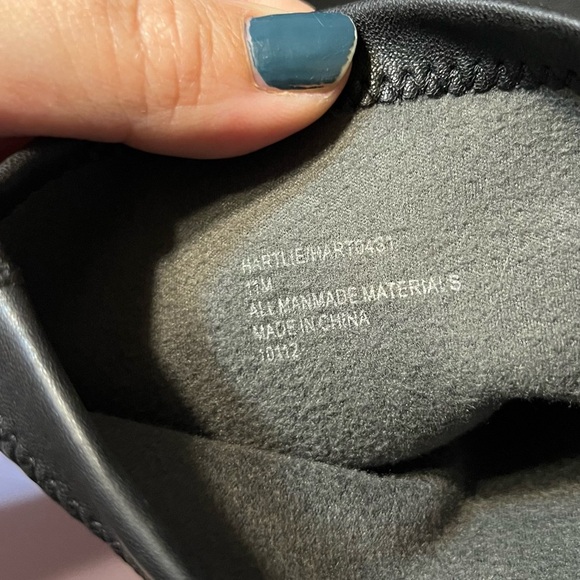 HARTLIE/HART0431
11M
ALL MANMADE MATERIALS
MADE IN CHINA
10112